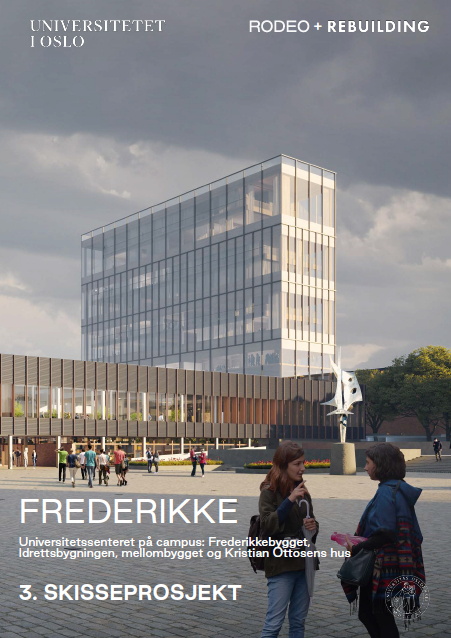 UNIVERSITETET
I OSLO
RODEO + REBUILDING
FREDERIKKE
Universitetssenteret på campus: Frederikkebygget,
Idrettsbygningen, mellombygget og Kristian Ottosens hus
3. SKISSEPROSJEKT